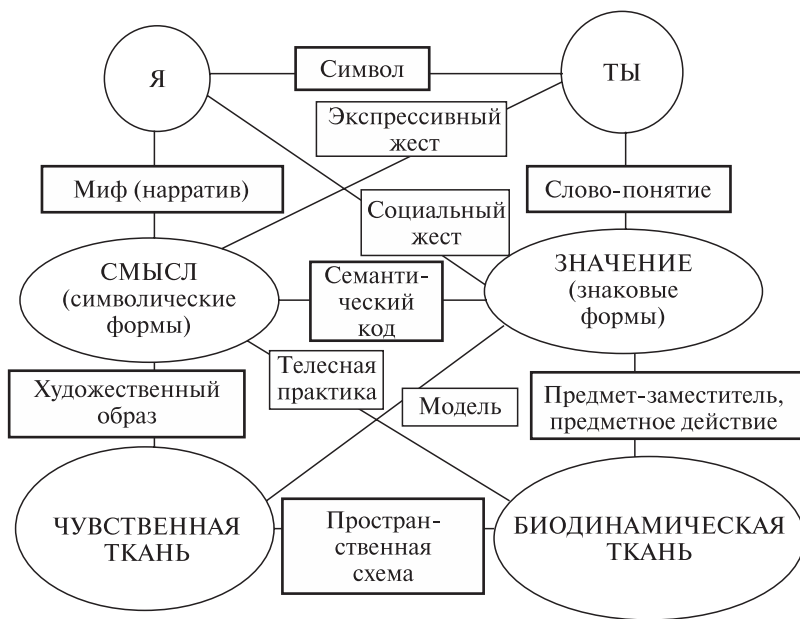 Я
Символ
ТЫ
Экспрессивный
жест
Миф (нарратив)
Слово-понятие
Социальный
жест
СМЫСЛ
(символические
формы)
Семанти-
ческий
код
ЗНАЧЕНИЕ
(знаковые
формы)
Телесная
практика
Художественный
образ
Модель
Предмет-заместитель,
предметное действие
ЧУВСТВЕННАЯ
ТКАНЬ
Простран-
ственная
схема
БИОДИНАМИЧЕСКАЯ
ТКАНЬ